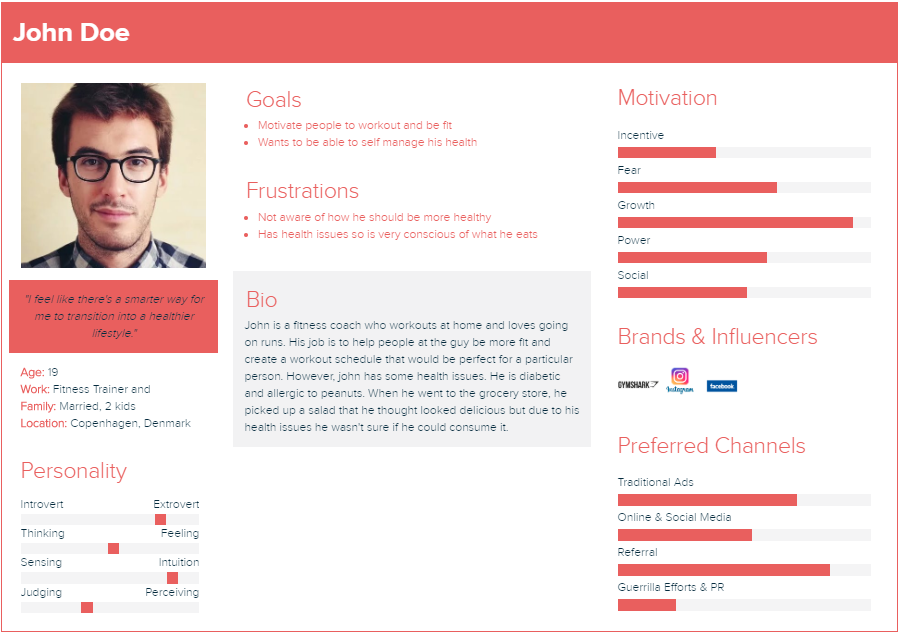 John Doe
"I feel like there's a smarter way for
me to transition into a healthier
lifestyle."
Age: 19
Work: Fitness Trainer and
Family: Married, 2 kids
Location: Copenhagen, Denmark
Personality
Introvert Extrovert
Thinking Feeling
Sensing Intuition
Judging Perceiving
Goals
Motivate people to workout and be fit
Wants to be able to self manage his health
Frustrations
Not aware of how he should be more healthy
Has health issues so is very conscious of what he eats
Bio
John is a fitness coach who workouts at home and loves going
on runs. His job is to help people at the guy be more fit and
create a workout schedule that would be perfect for a particular
person. However, john has some health issues. He is diabetic
and allergic to peanuts. When he went to the grocery store, he
picked up a salad that he thought looked delicious but due to his
health issues he wasn't sure if he could consume it.
Motivation
Incentive
Fear
Growth
Power
Social
Brands & Influencers
GYMSHARK Instagram facebook
Preferred Channels
Traditional Ads
Online & Social Media
Referral
Guerrilla Efforts & PR